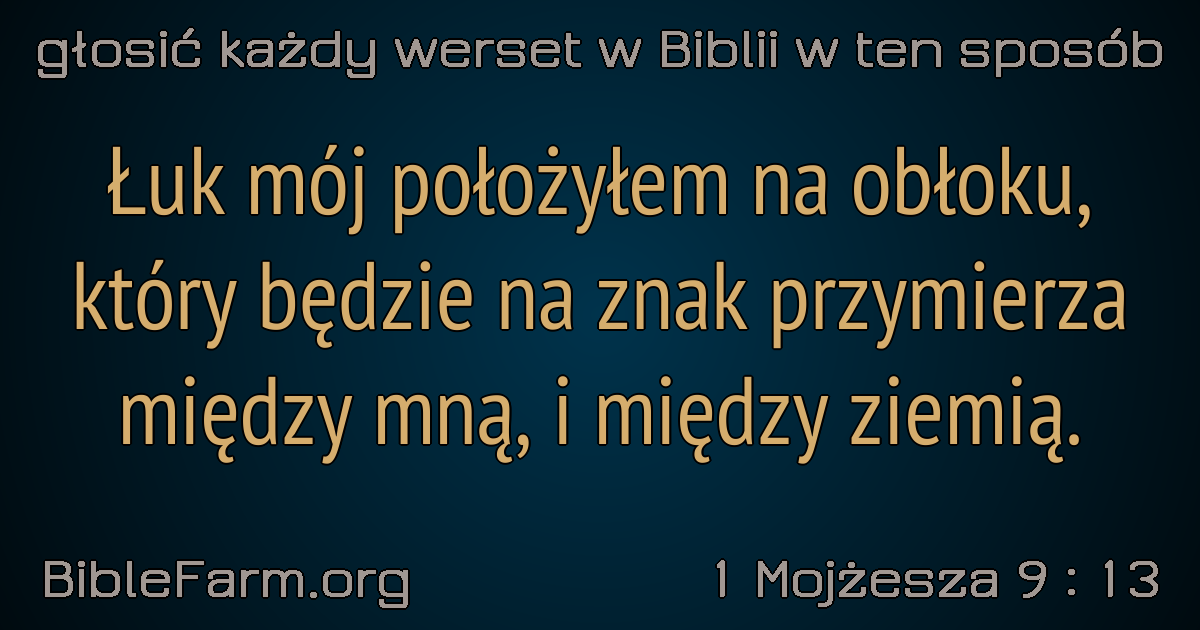 głosić każdy werset w Biblii w ten sposób
Łuk mój położyłem na obłoku,
który będzie na znak przymierza
między mną, i między ziemią.
BibleFarm.org
1 Mojżesza 9 : 13